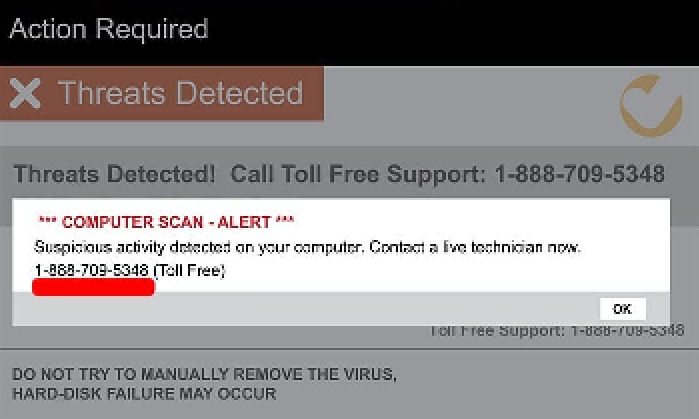 Action Required
Threats Detected
Threats Detected! Call Toll Free Support: 1-888-709-5348
*** COMPUTER SCAN - ALERT ***
Suspicious activity detected on your computer. Contact a live technician now.
1-888-709-5348 (Toll Free)
OK
Toll Free Support: 1-888-709-5348
DO NOT TRY TO MANUALLY REMOVE THE VIRUS,
HARD-DISK FAILURE MAY OCCUR